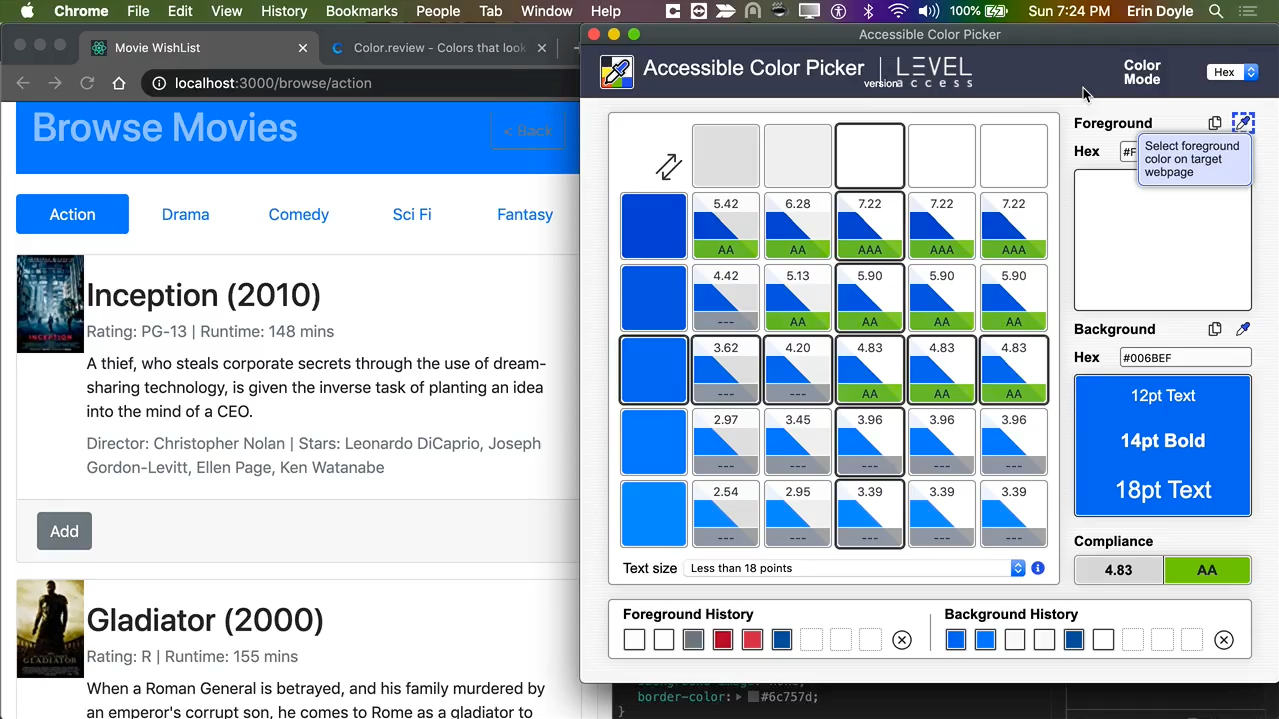 Chrome File Edit View History Bookmarks People Tab Window Help 100% Sun 7:24 PM Erin Doyle
Movie WishList
Color.review - Colors that look
localhost:3000/browse/action
Browse Movies
< Back
Action Drama Comedy Sci Fi Fantasy
Inception (2010)
Rating: PG-13 | Runtime: 148 mins
A thief, who steals corporate secrets through the use of dream-
sharing technology, is given the inverse task of planting an idea
into the mind of a CEO.
Director: Christopher Nolan | Stars: Leonardo DiCaprio, Joseph
Gordon-Levitt, Ellen Page, Ken Watanabe
Add
Gladiator (2000)
Rating: R | Runtime: 155 mins
When a Roman General is betrayed, and his family murdered by
an emperor's corrupt son, he comes to Rome as a gladiator to
Accessible Color Picker
Accessible Color Picker
version
LEVEL
access
Color
Mode
Hex
5.42 6.28 7.22 7.22 7.22
AA AA AAA AAA AAA
4.42 5.13 5.90 5.90 5.90
--- AA AA AA AA
3.62 4.20 4.83 4.83 4.83
--- --- AA AA AA
2.97 3.45 3.96 3.96 3.96
--- --- --- --- ---
2.54 2.95 3.39 3.39 3.39
--- --- --- --- ---
Text size Less than 18 points
Foreground
Hex #F
Select foreground
color on target
webpage
Background
Hex #006BEF
12pt Text
14pt Bold
18pt Text
Compliance
4.83 AA
Foreground History
Background History
border-color: #6c757d;
}